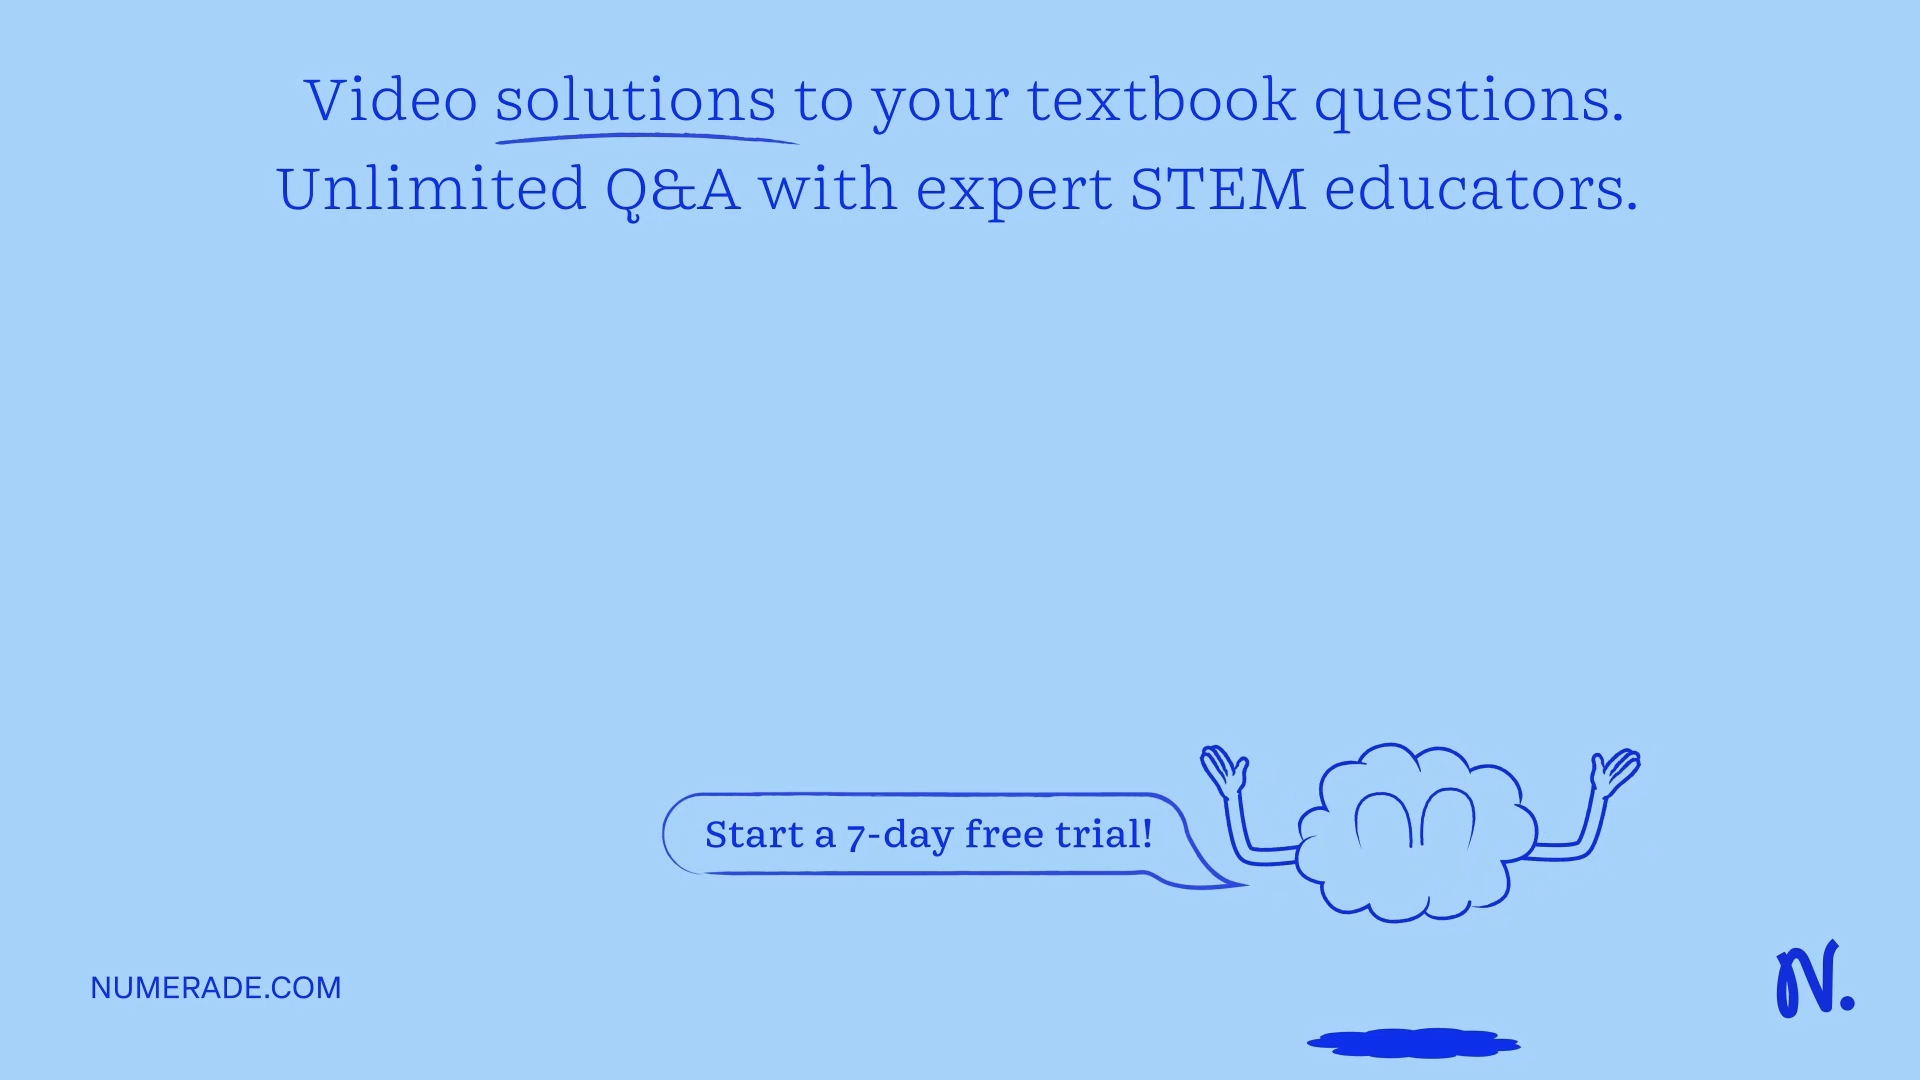 Video solutions to your textbook questions.
Unlimited Q&A with expert STEM educators.
Start a 7-day free trial!
NUMERADE.COM
N.